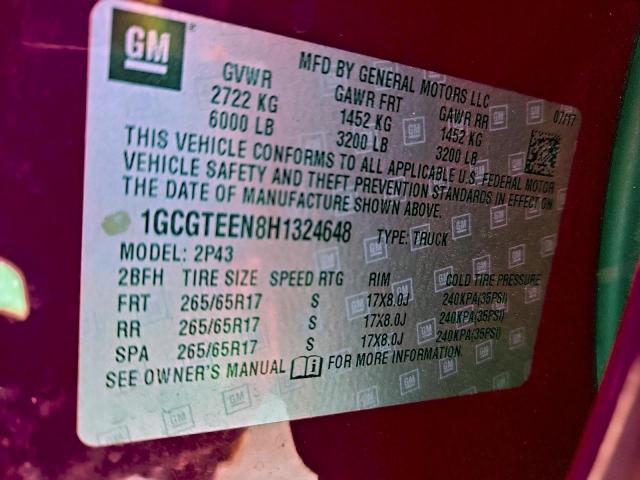 GM
MFD BY GENERAL MOTORS LLC
GVWR GAWR FRT GAWR RR 07/17
2722 KG 1452 KG 1452 KG
6000 LB 3200 LB 3200 LB
THIS VEHICLE CONFORMS TO ALL APPLICABLE U.S. FEDERAL MOTOR
VEHICLE SAFETY AND THEFT PREVENTION STANDARDS IN EFFECT ON
THE DATE OF MANUFACTURE SHOWN ABOVE.
1GCGTEEN8H1324648 TYPE: TRUCK
MODEL: 2P43
2BFH TIRE SIZE SPEED RTG RIM COLD TIRE PRESSURE
FRT 265/65R17 S 17X8.0J 240KPA(35PSI)
RR 265/65R17 S 17X8.0J 240KPA(35PSI)
SPA 265/65R17 S 17X8.0J 240KPA(35PSI)
SEE OWNER'S MANUAL FOR MORE INFORMATION.